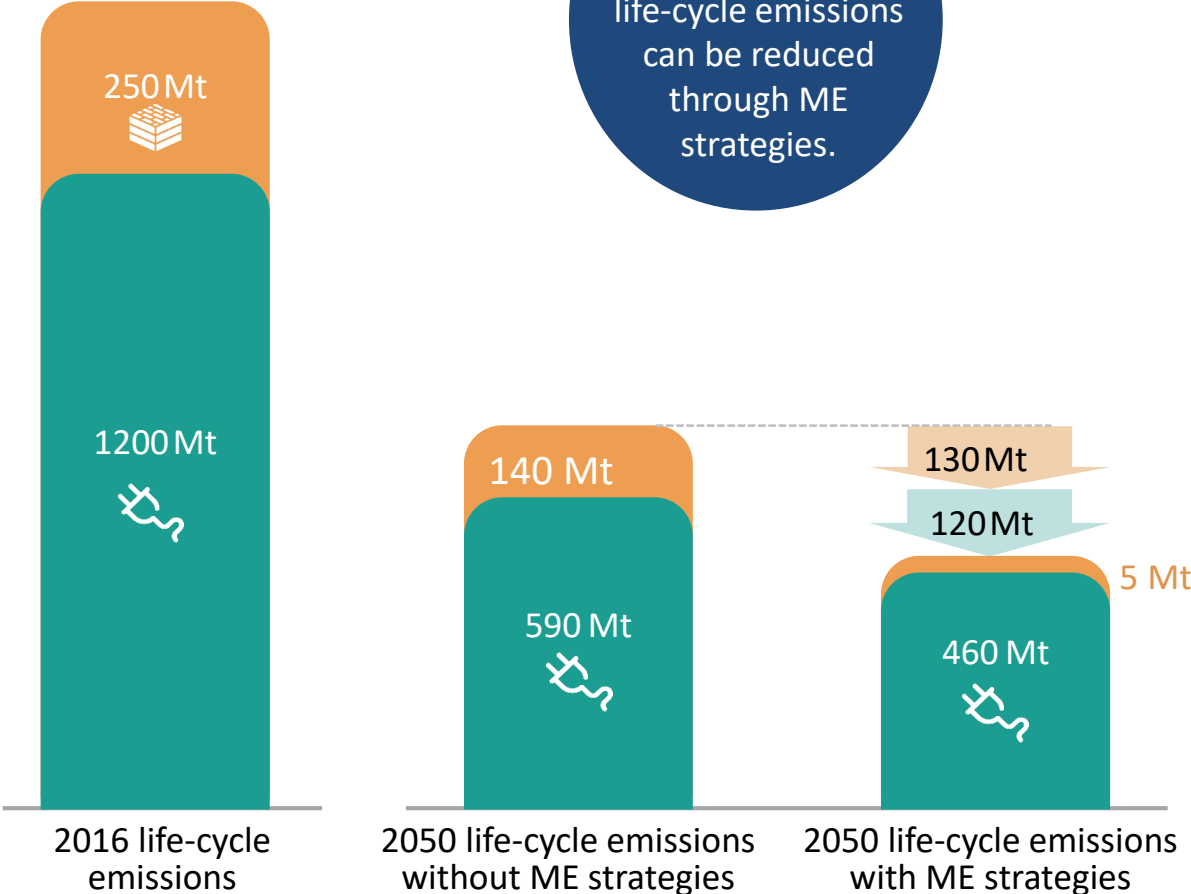 life-cycle emissions
can be reduced
through ME
strategies.
250 Mt
1200 Mt
140 Mt
590 Mt
130 Mt
120 Mt
5 Mt
460 Mt
2016 life-cycle
emissions
2050 life-cycle emissions
without ME strategies
2050 life-cycle emissions
with ME strategies